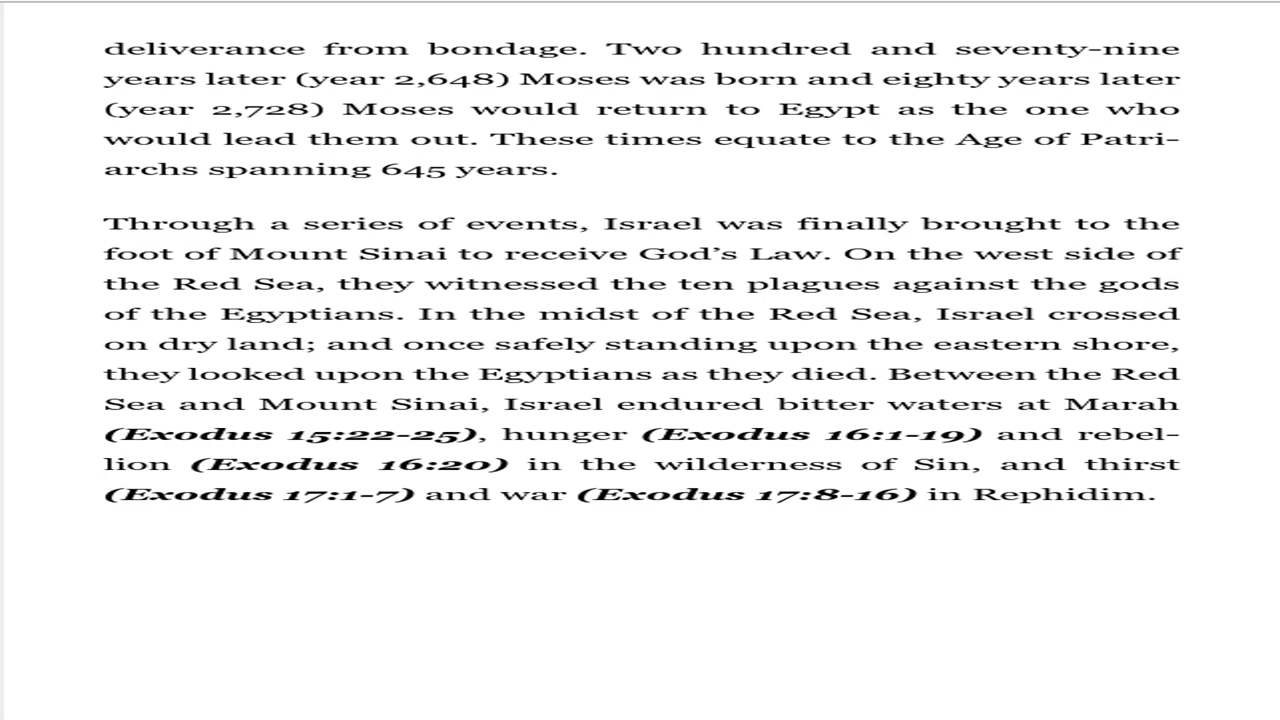 deliverance from bondage. Two hundred and seventy-nine
years later (year 2,648) Moses was born and eighty years later
(year 2,728) Moses would return to Egypt as the one who
would lead them out. These times equate to the Age of Patri-
archs spanning 645 years.
Through a series of events, Israel was finally brought to the
foot of Mount Sinai to receive God’s Law. On the west side of
the Red Sea, they witnessed the ten plagues against the gods
of the Egyptians. In the midst of the Red Sea, Israel crossed
on dry land; and once safely standing upon the eastern shore,
they looked upon the Egyptians as they died. Between the Red
Sea and Mount Sinai, Israel endured bitter waters at Marah
(Exodus 15:22-25), hunger (Exodus 16:1-19) and rebel-
lion (Exodus 16:20) in the wilderness of Sin, and thirst
(Exodus 17:1-7) and war (Exodus 17:8-16) in Rephidim.